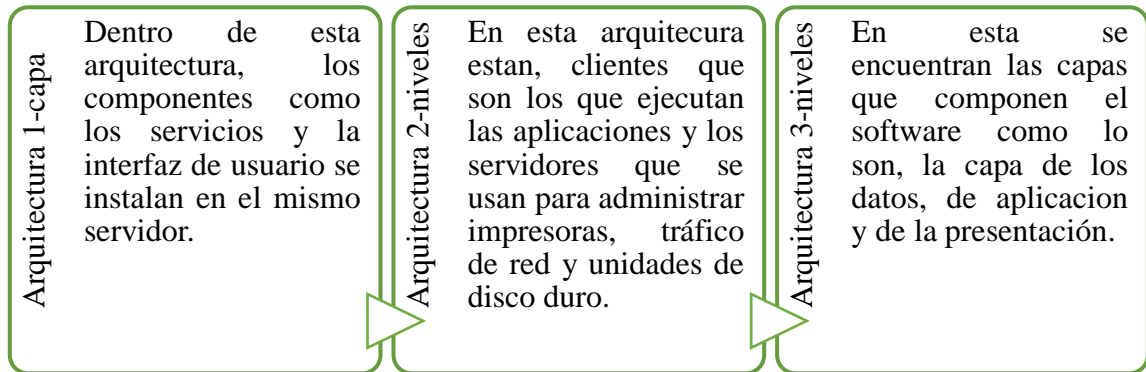 Arquitectura 1-capa
Dentro de esta
arquitectura, los
componentes como
los servicios y la
interfaz de usuario se
instalan en el mismo
servidor.
Arquitectura 2-niveles
En esta arquitecura
estan, clientes que
son los que ejecutan
las aplicaciones y los
servidores que se
usan para administrar
impresoras, tráfico
de red y unidades de
disco duro.
Arquitectura 3-niveles
En esta se
encuentran las capas
que componen el
software como lo
son, la capa de los
datos, de aplicacion
y de la presentación.